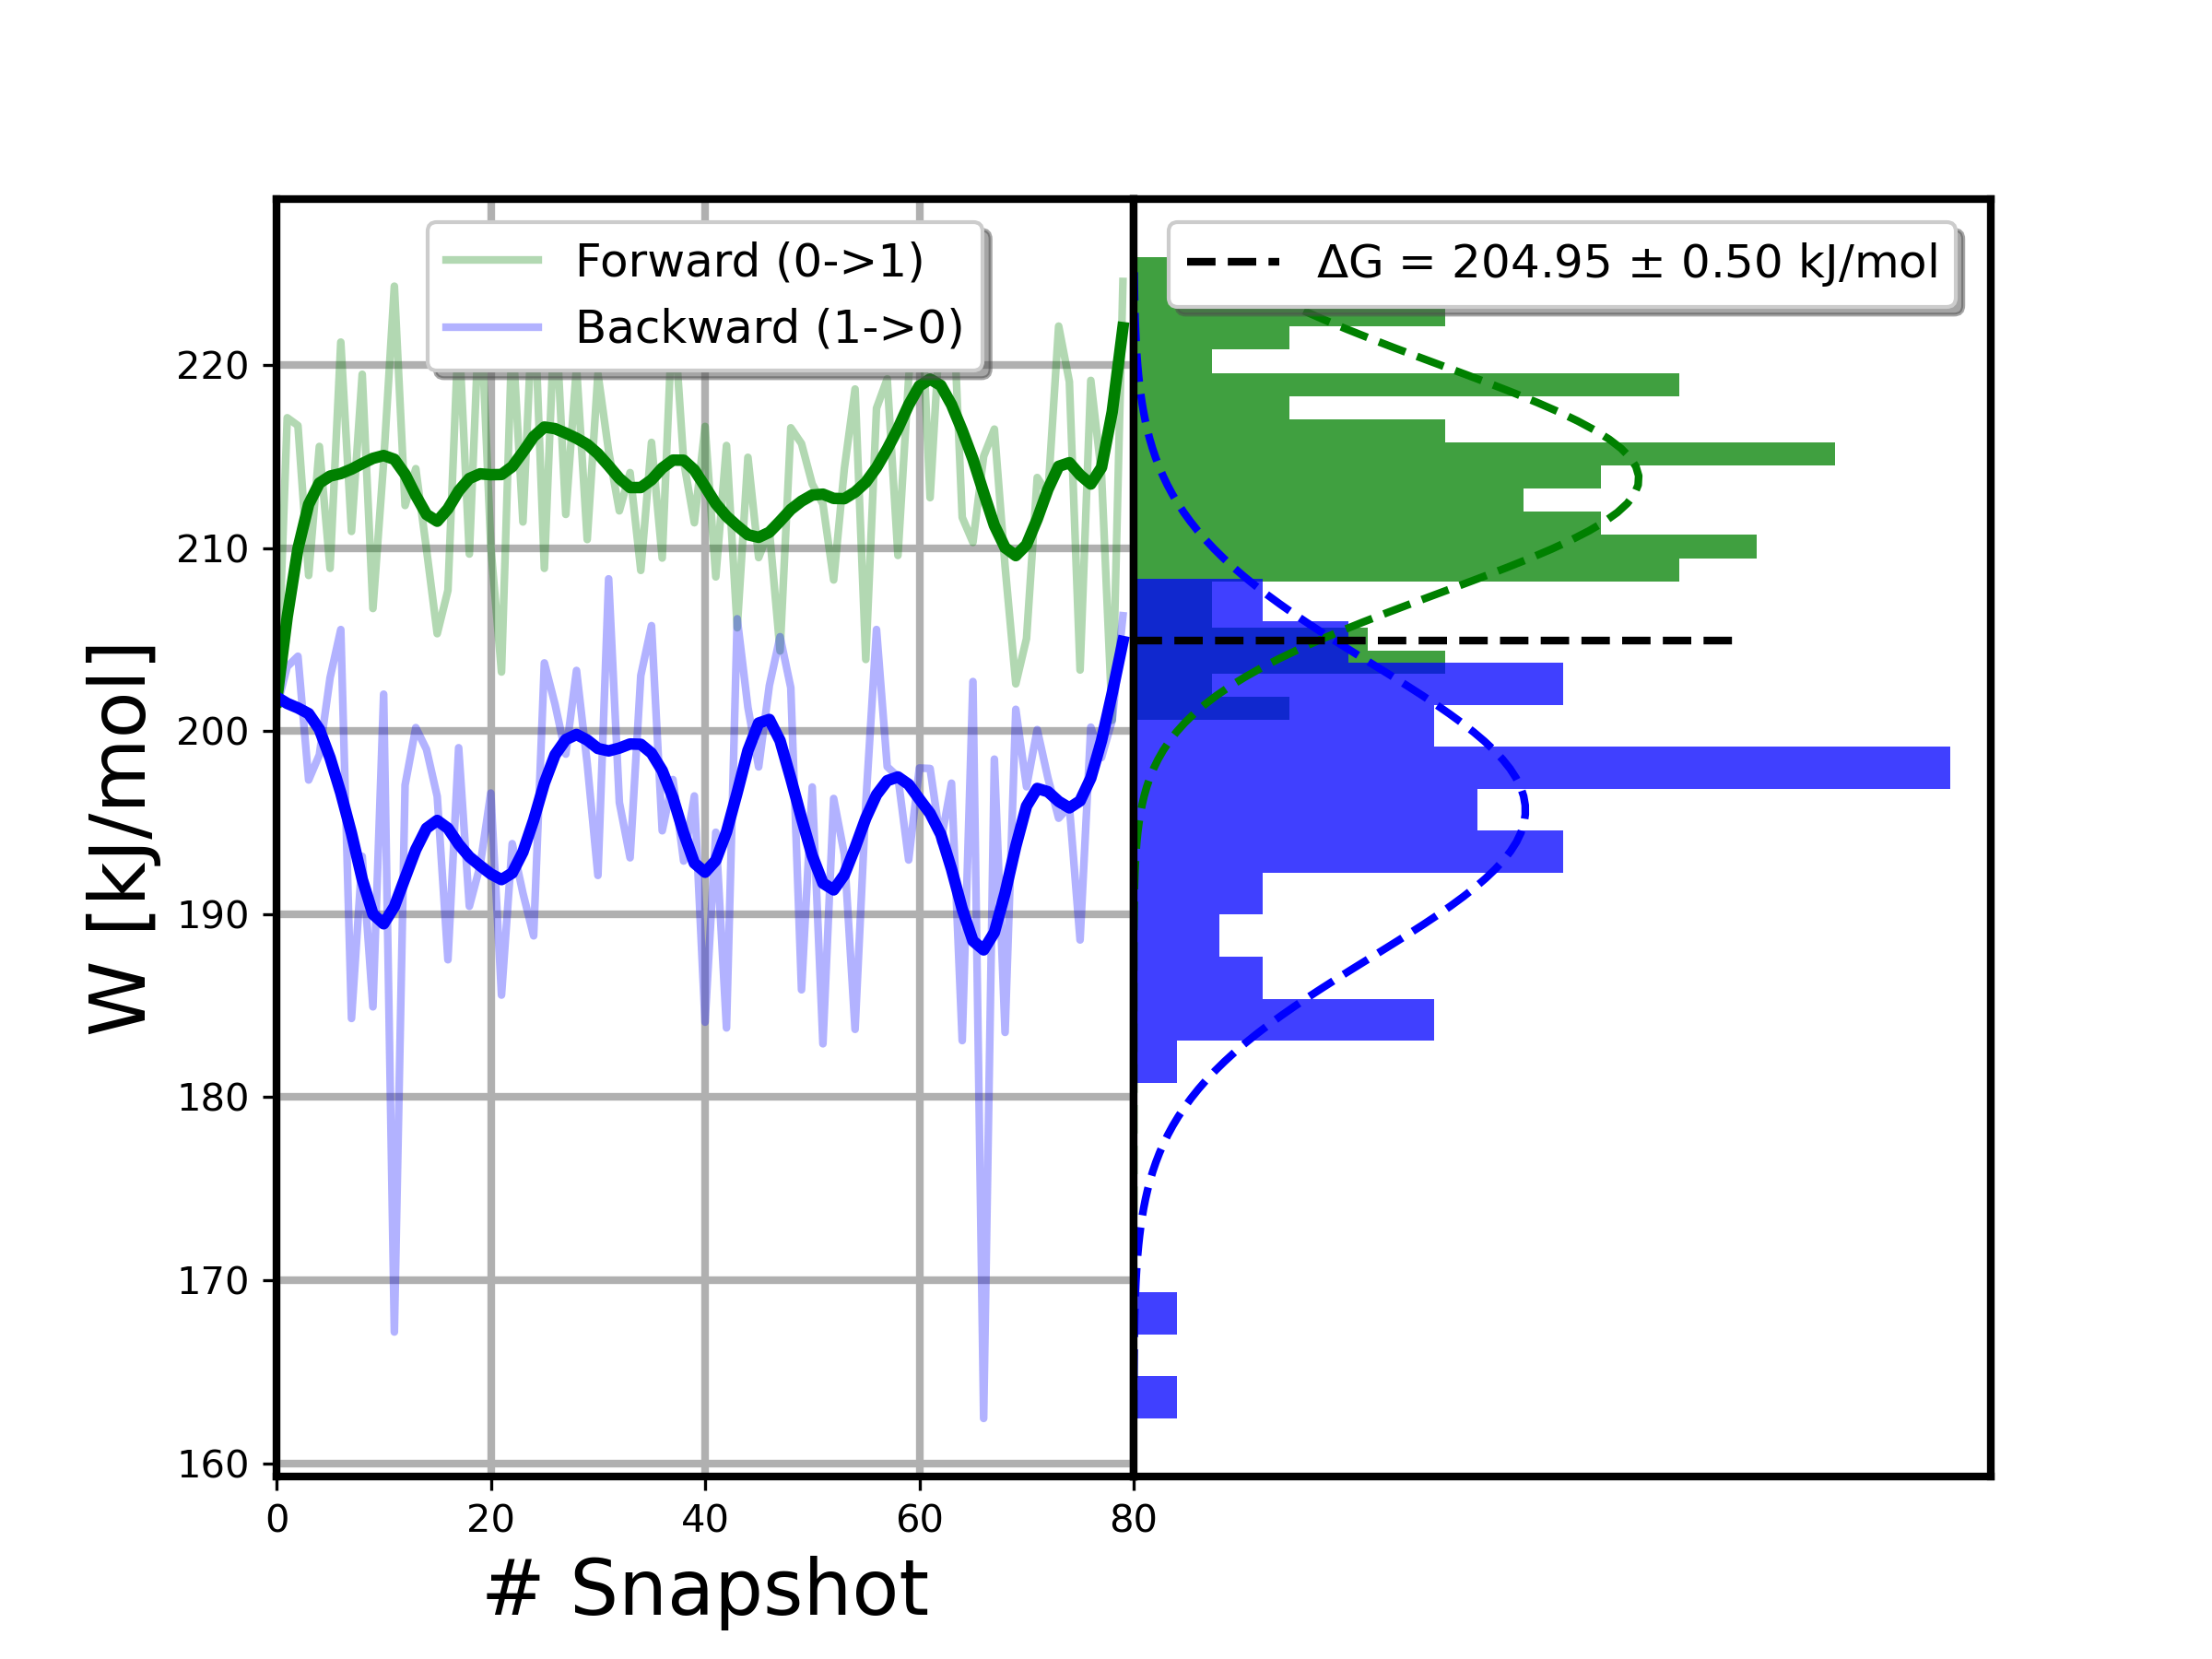 Forward (0->1)
Backward (1->0)
ΔG = 204.95 ± 0.50 kJ/mol
W [kJ/mol]
220
210
200
190
180
170
160
0 20 40 60 80
# Snapshot